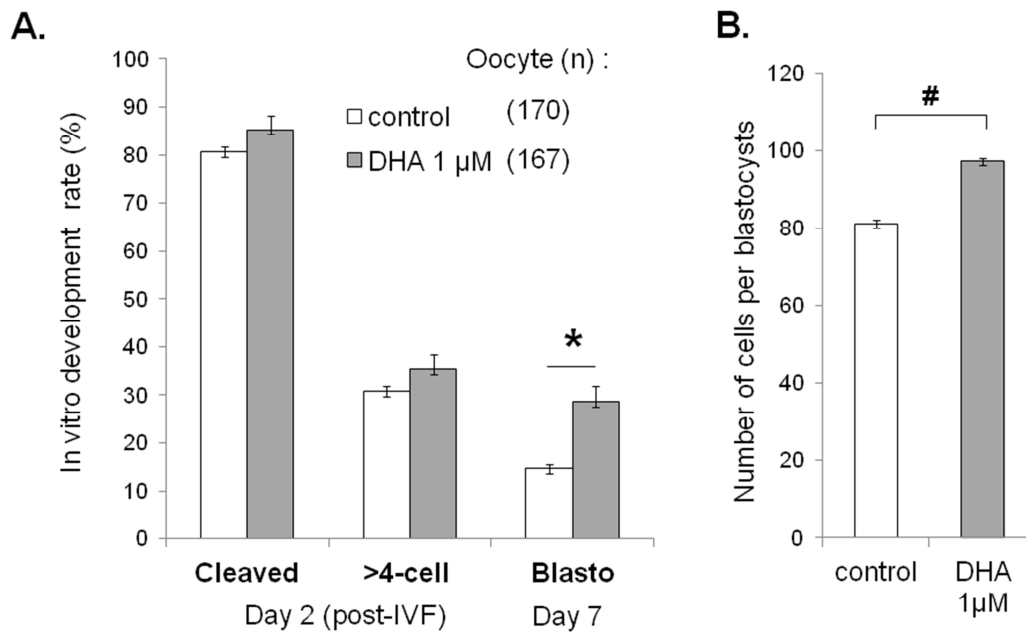 A.
In vitro development rate (%)
100
90
80
70
60
50
40
30
20
10
0
Oocyte (n) :
control (170)
DHA 1 µM (167)
*
Cleaved >4-cell Blasto
Day 2 (post-IVF) Day 7
B.
Number of cells per blastocysts
120
100
80
60
40
20
0
#
control DHA
1µM